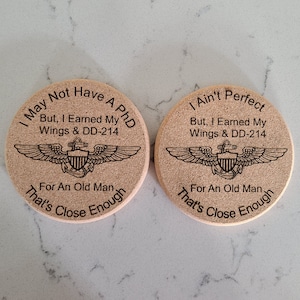 I May Not Have A PhD
But, I Earned My
Wings & DD-214
For An Old Man
That's Close Enough
I Ain't Perfect
But, I Earned My
Wings & DD-214
For An Old Man
That's Close Enough